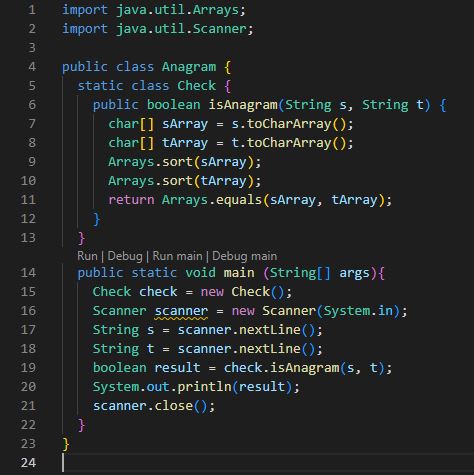 1 import java.util.Arrays;
2 import java.util.Scanner;
3
4 public class Anagram {
5 static class Check {
6 public boolean isAnagram(String s, String t) {
7 char[] sArray = s.toCharArray();
8 char[] tArray = t.toCharArray();
9 Arrays.sort(sArray);
10 Arrays.sort(tArray);
11 return Arrays.equals(sArray, tArray);
12 }
13 }
Run | Debug | Run main | Debug main
14 public static void main (String[] args){
15 Check check = new Check();
16 Scanner scanner = new Scanner(System.in);
17 String s = scanner.nextLine();
18 String t = scanner.nextLine();
19 boolean result = check.isAnagram(s, t);
20 System.out.println(result);
21 scanner.close();
22 }
23 }
24